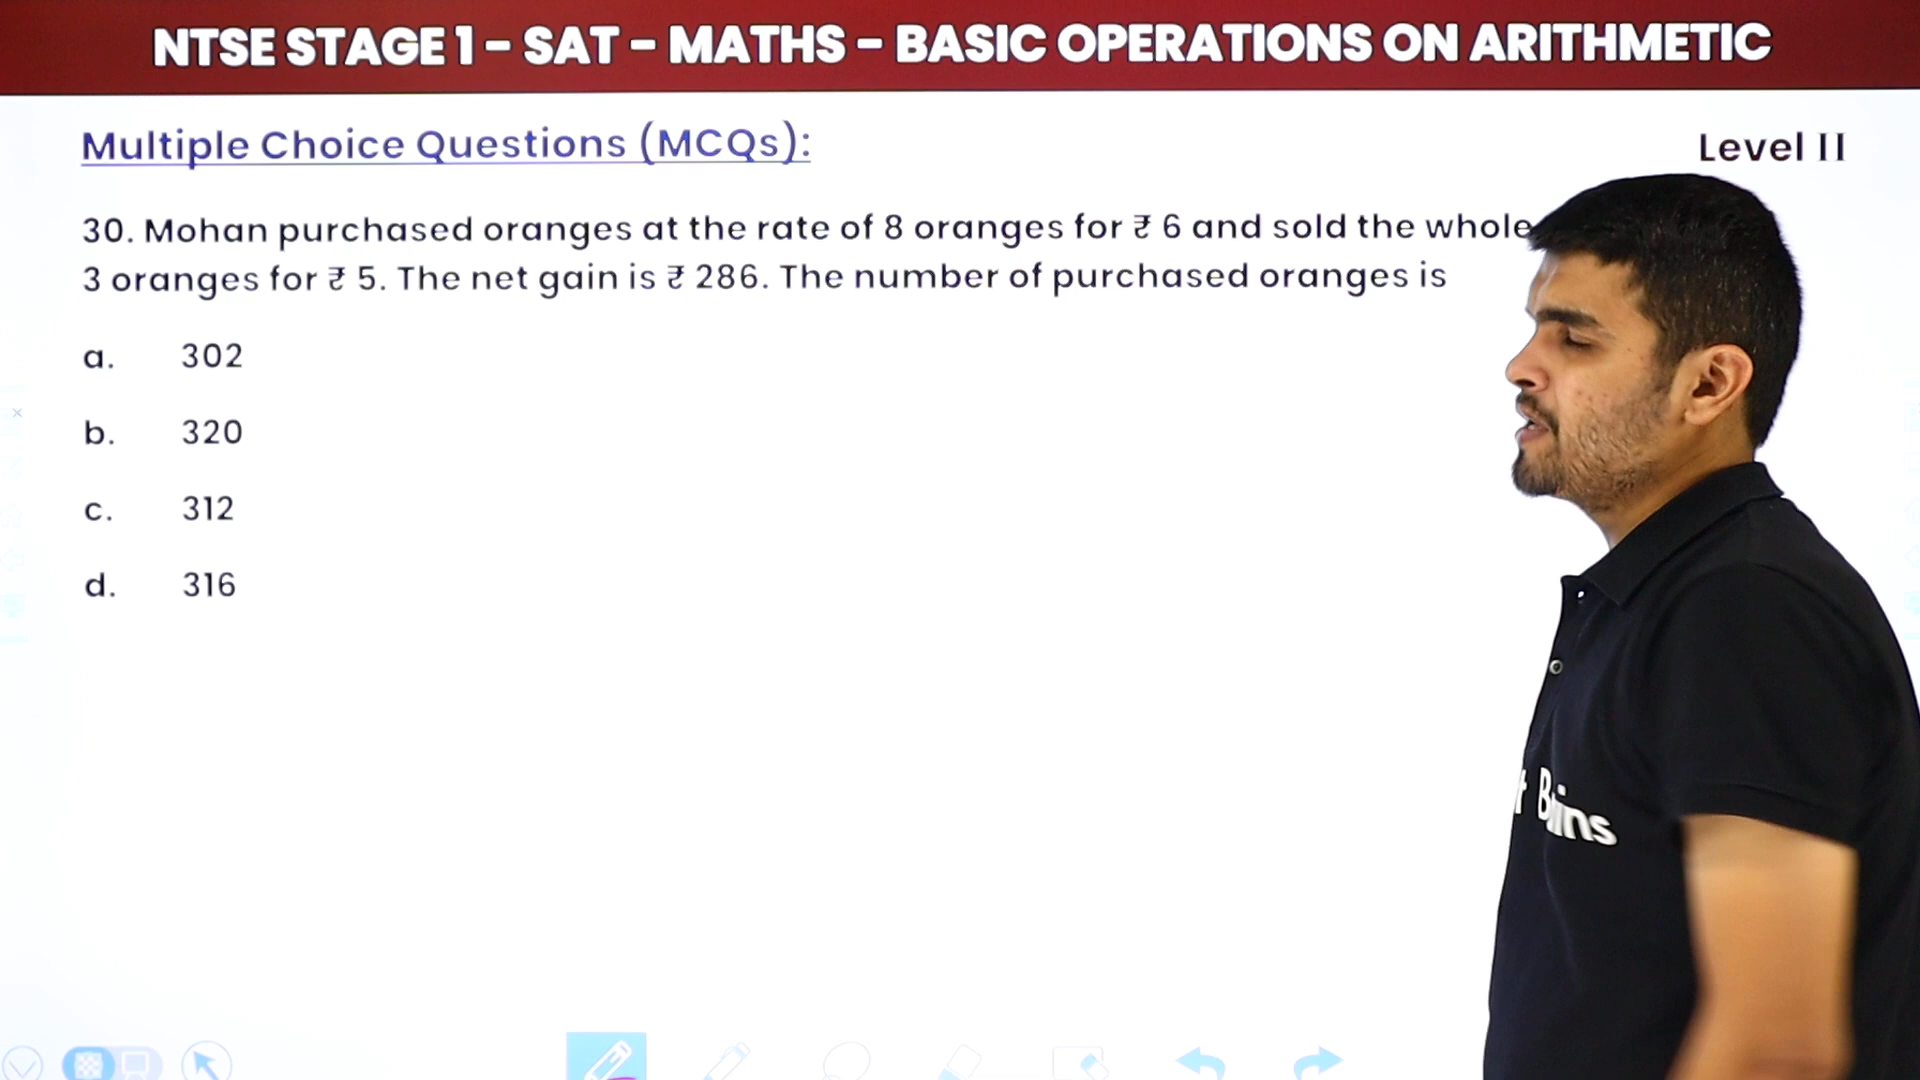 NTSE STAGE 1 – SAT – MATHS – BASIC OPERATIONS ON ARITHMETIC
Multiple Choice Questions (MCQs):
Level II
30. Mohan purchased oranges at the rate of 8 oranges for ₹ 6 and sold the whole
3 oranges for ₹ 5. The net gain is ₹ 286. The number of purchased oranges is
a. 302
b. 320
c. 312
d. 316